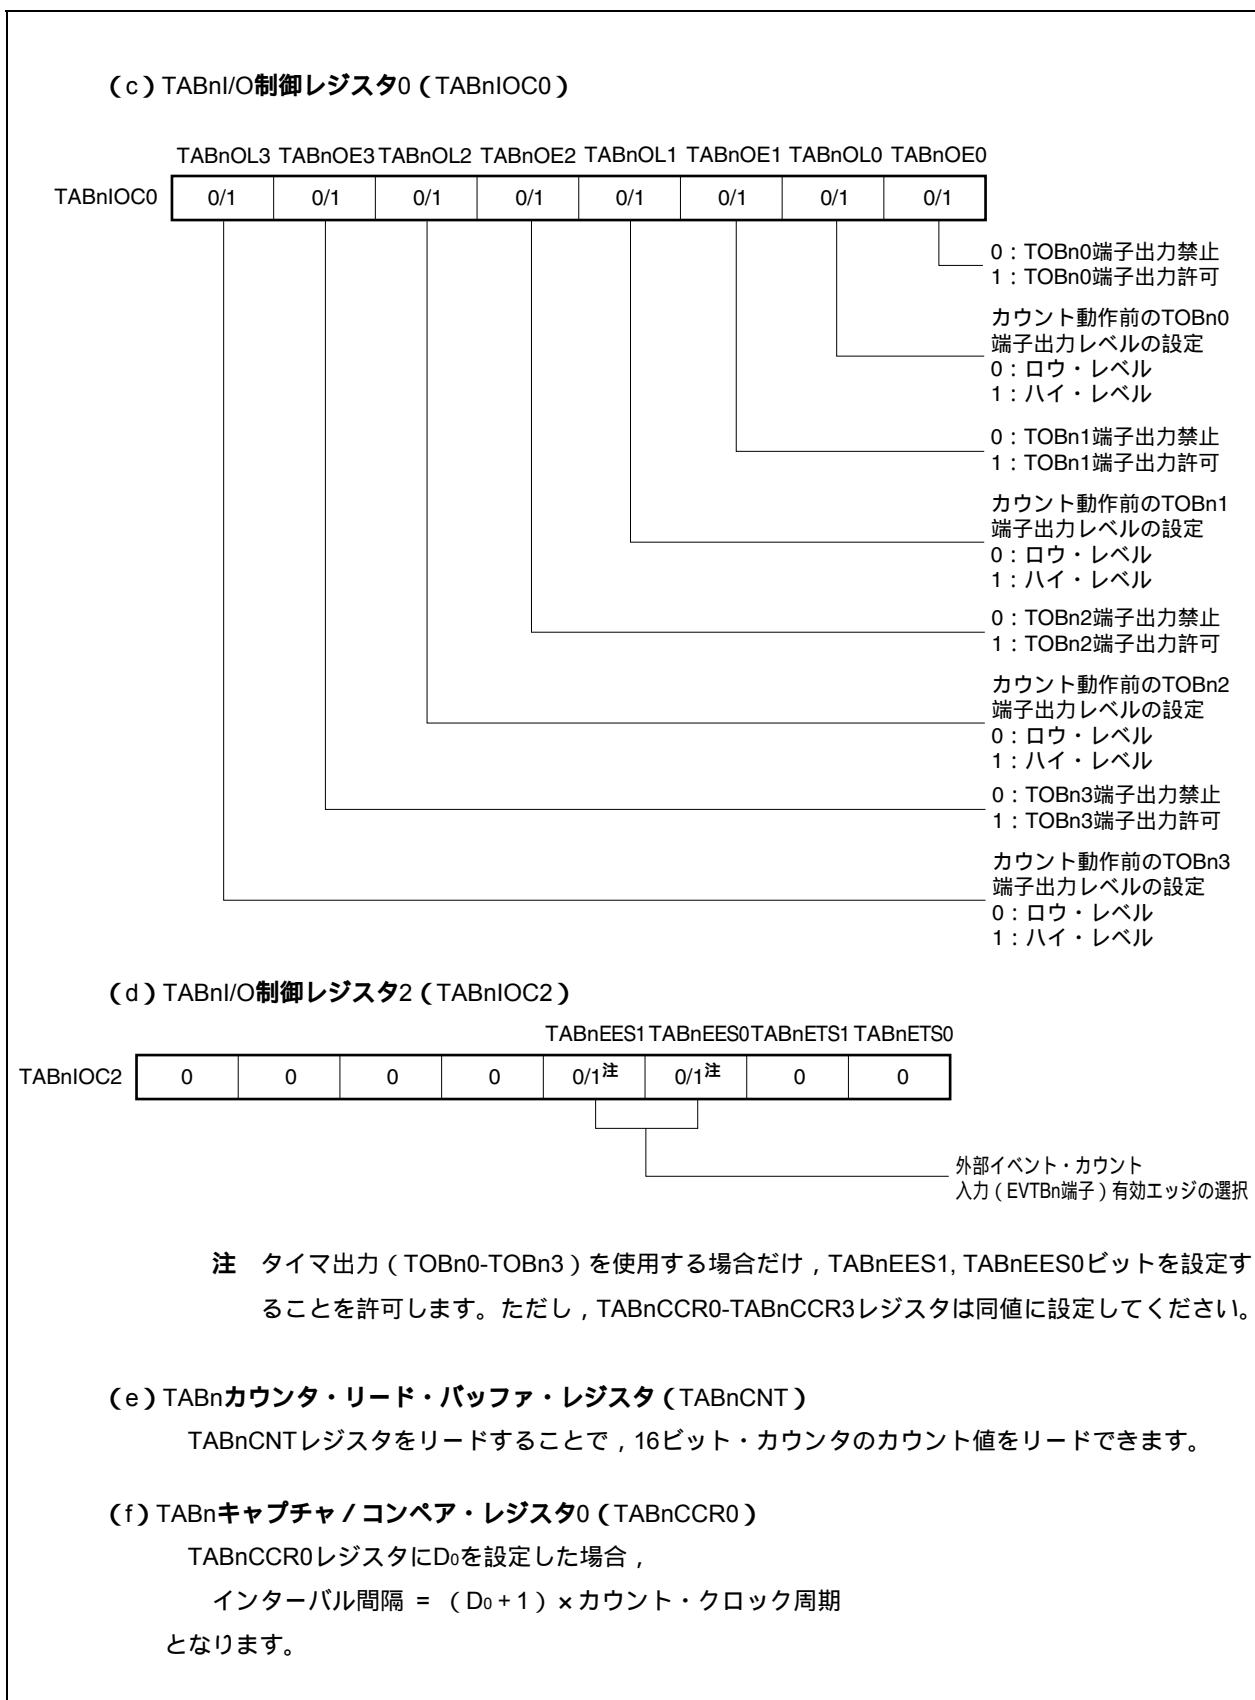 （c）TABnI/O制御レジスタ0（TABnIOC0）
TABnOL3 TABnOE3 TABnOL2 TABnOE2 TABnOL1 TABnOE1 TABnOL0 TABnOE0
TABnIOC0 0/1 0/1 0/1 0/1 0/1 0/1 0/1 0/1
0：TOBn0端子出力禁止
1：TOBn0端子出力許可
カウント動作前のTOBn0
端子出力レベルの設定
0：ロウ・レベル
1：ハイ・レベル
0：TOBn1端子出力禁止
1：TOBn1端子出力許可
カウント動作前のTOBn1
端子出力レベルの設定
0：ロウ・レベル
1：ハイ・レベル
0：TOBn2端子出力禁止
1：TOBn2端子出力許可
カウント動作前のTOBn2
端子出力レベルの設定
0：ロウ・レベル
1：ハイ・レベル
0：TOBn3端子出力禁止
1：TOBn3端子出力許可
カウント動作前のTOBn3
端子出力レベルの設定
0：ロウ・レベル
1：ハイ・レベル
（d）TABnI/O制御レジスタ2（TABnIOC2）
TABnEES1 TABnEES0 TABnETS1 TABnETS0
TABnIOC2 0 0 0 0 0/1注 0/1注 0 0
外部イベント・カウント
入力（EVTBn端子）有効エッジの選択
注 タイマ出力（TOBn0-TOBn3）を使用する場合だけ，TABnEES1, TABnEES0ビットを設定す
ることを許可します。ただし，TABnCCR0-TABnCCR3レジスタは同値に設定してください。
（e）TABnカウンタ・リード・バッファ・レジスタ（TABnCNT）
TABnCNTレジスタをリードすることで，16ビット・カウンタのカウント値をリードできます。
（f）TABnキャプチャ／コンペア・レジスタ0（TABnCCR0）
TABnCCR0レジスタにD0を設定した場合，
インターバル間隔 ＝ （D0＋1）×カウント・クロック周期
となります。